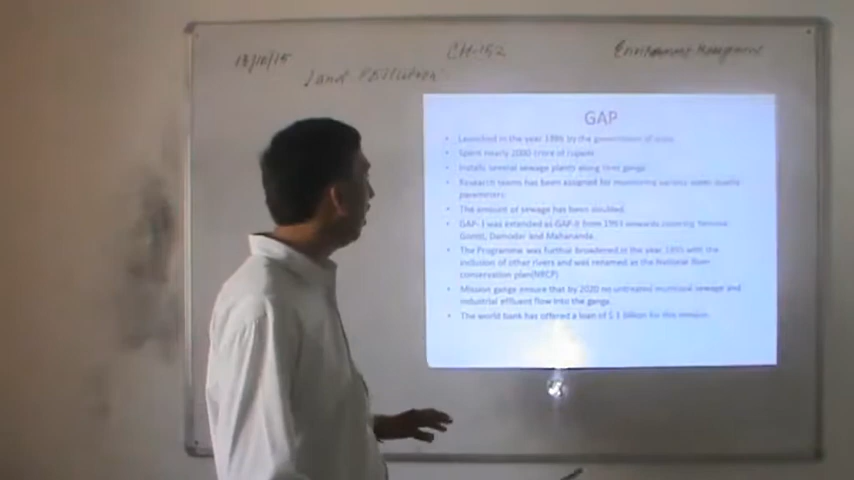 18/10/15
CH-152
Environment Management
Land Pollution
GAP
• Launched in the year 1986 by the government of India
• Spent nearly 2000 crore of rupees
• Installs several sewage plants along river ganga
• Research teams has been assigned for monitoring various water quality
parameters.
• The amount of sewage has been doubled.
• GAP- I was extended as GAP-II from 1993 onwards covering Yamuna
Gomti, Damodar and Mahananda.
• The Programme was further broadened in the year 1995 with the
inclusion of other rivers and was renamed as the National River
conservation plan(NRCP)
• Mission ganga ensure that by 2020 no untreated municipal sewage and
industrial effluent flow into the ganga.
• The world bank has offered a loan of $ 1 billion for this mission.